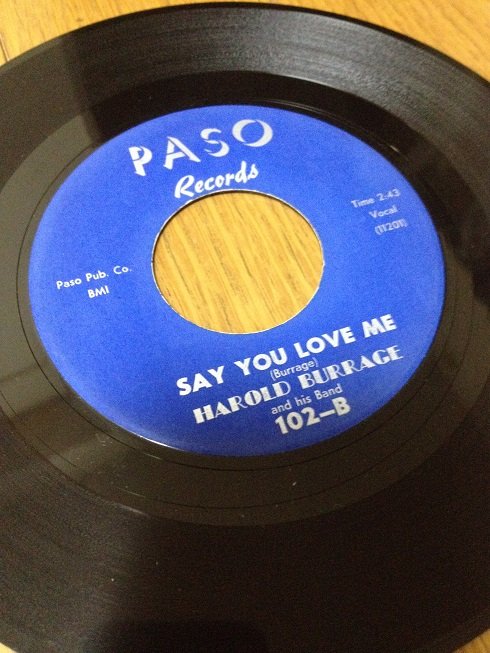 PASO
Records
Time 2:43
Vocal
(11201)
Paso Pub. Co.
BMI
SAY YOU LOVE ME
(Burrage)
HAROLD BURRAGE
and his Band
102-B